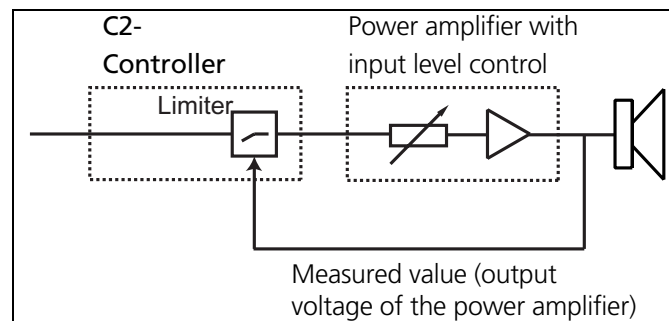 C2-
Controller
Power amplifier with
input level control
Limiter
Measured value (output
voltage of the power amplifier)